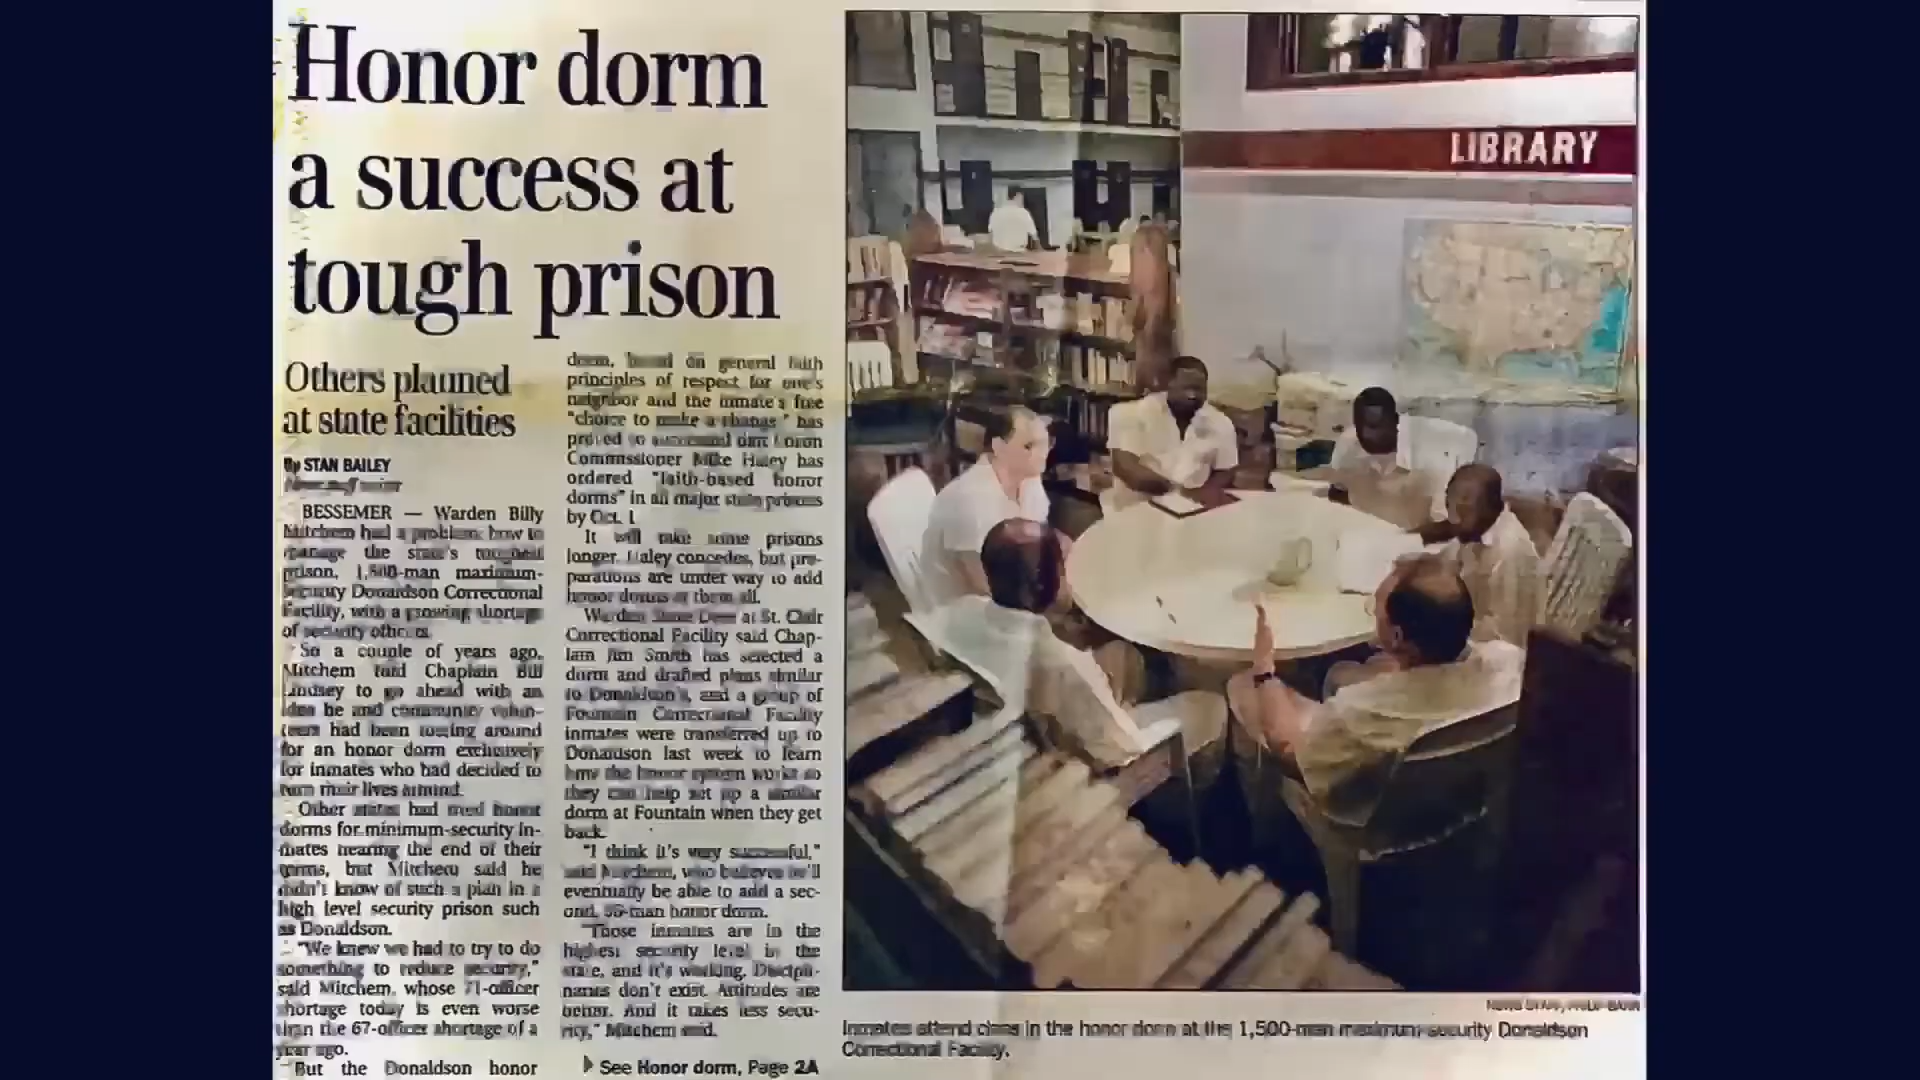 Honor dorm
a success at
tough prison
Others planned
at state facilities
By STAN BAILEY
News staff writer
BESSEMER — Warden Billy
Mitchem had a problem: how to
manage the state's toughest
prison, 1,500-man maximum-
security Donaldson Correctional
Facility, with a growing shortage
of security officers.
So a couple of years ago,
Mitchem told Chaplain Bill
Lindsey to go ahead with an
idea he and community volun-
teers had been tossing around
for an honor dorm exclusively
for inmates who had decided to
turn their lives around.
Other states had tried honor
dorms for minimum-security in-
mates nearing the end of their
terms, but Mitchem said he
didn't know of such a plan in a
high level security prison such
as Donaldson.
"We knew we had to try to do
something to reduce security,"
said Mitchem, whose 71-officer
shortage today is even worse
than the 67-officer shortage of a
year ago.
But the Donaldson honor
dorm, based on general faith
principles of respect for one's
neighbor and the inmate's free
"choice to make a change" has
proved so successful that
Commissioner Mike Haley has
ordered "faith-based honor
dorms" in all major state prisons
by Oct. 1
It will take some prisons
longer, Haley concedes, but pre-
parations are under way to add
honor dorms at them all.
Warden at St. Clair
Correctional Facility said Chap-
lain Jim Smith has selected a
dorm and drafted plans similar
to Donaldson's, and a group of
Fountain Correctional Facility
inmates were transferred up to
Donaldson last week to learn
how the honor system works so
they can help set up a similar
dorm at Fountain when they get
back.
"I think it's very successful,"
said Mitchem, who believes he'll
eventually be able to add a sec-
ond, man honor dorm.
"Those inmates are in the
highest security level in the
state, and it's working. Discipli-
naries don't exist. Attitudes are
better. And it takes less secu-
rity," Mitchem said.
See Honor dorm, Page 2A
LIBRARY
NEWS STAFF
Inmates attend class in the honor dorm at the 1,500-man maximum-security Donaldson
Correctional Facility.